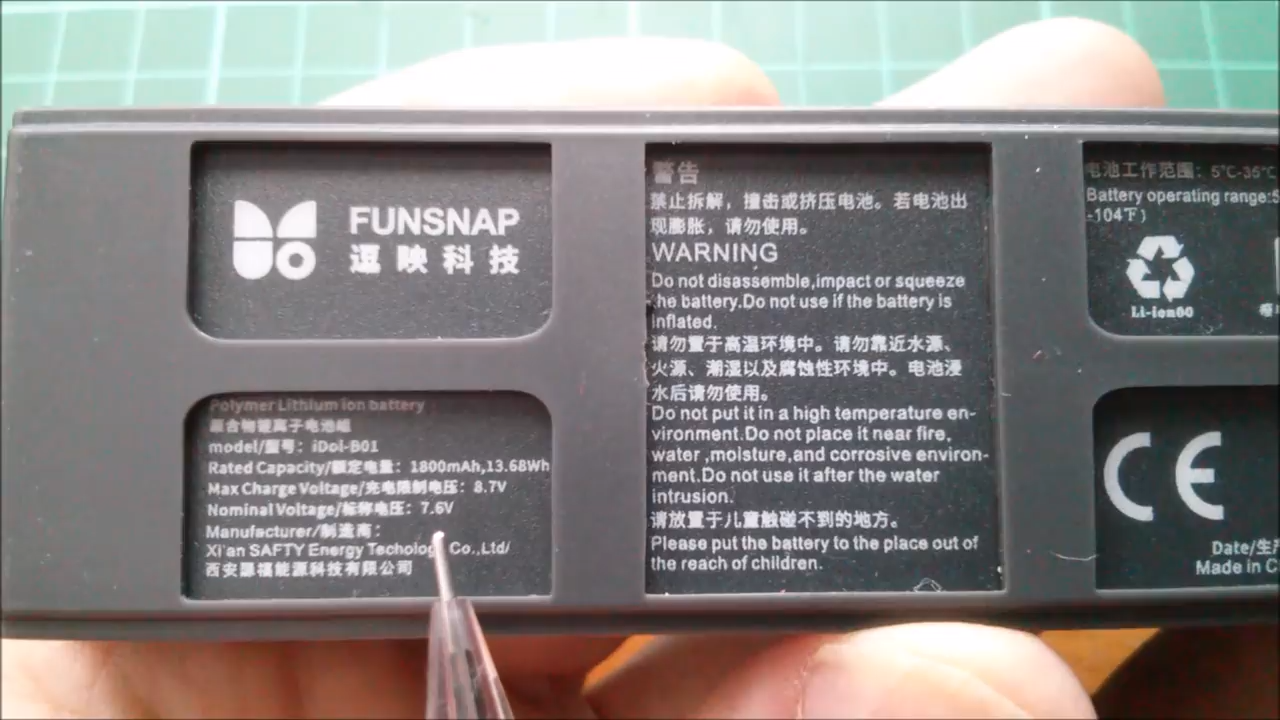 FUNSNAP
逗映科技
Polymer Lithium ion battery
聚合物锂离子电池组
model/型号：iDol-B01
Rated Capacity/额定电量：1800mAh,13.68Wh
Max Charge Voltage/充电限制电压：8.7V
Nominal Voltage/标称电压：7.6V
Manufacturer/制造商：
Xi'an SAFTY Energy Co.,Ltd/
西安瑟福能源科技有限公司
警告
禁止拆解，撞击或挤压电池。若电池出
现膨胀，请勿使用。
WARNING
Do not disassemble,impact or squeeze
the battery.Do not use if the battery is
inflated.
请勿置于高温环境中。请勿靠近水源、
火源、潮湿以及腐蚀性环境中。电池浸
水后请勿使用。
Do not put it in a high temperature en-
vironment.Do not place it near fire,
water ,moisture,and corrosive environ-
ment.Do not use it after the water
intrusion.
请放置于儿童触碰不到的地方。
Please put the battery to the place out of
the reach of children.
电池工作范围：5℃-35℃
Battery operating range:5
-104下）
Li-ion00
CE
Date/生产
Made in C